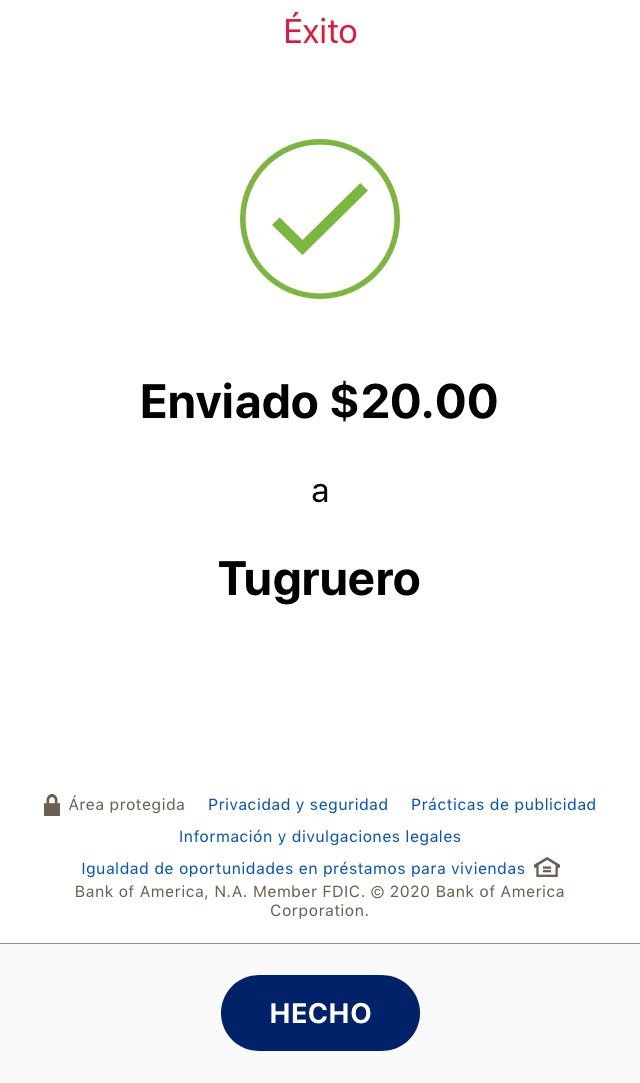 Éxito
Enviado $20.00
a
Tugruero
Área protegida Privacidad y seguridad Prácticas de publicidad
Información y divulgaciones legales
Igualdad de oportunidades en préstamos para viviendas
Bank of America, N.A. Member FDIC. © 2020 Bank of America
Corporation.
HECHO